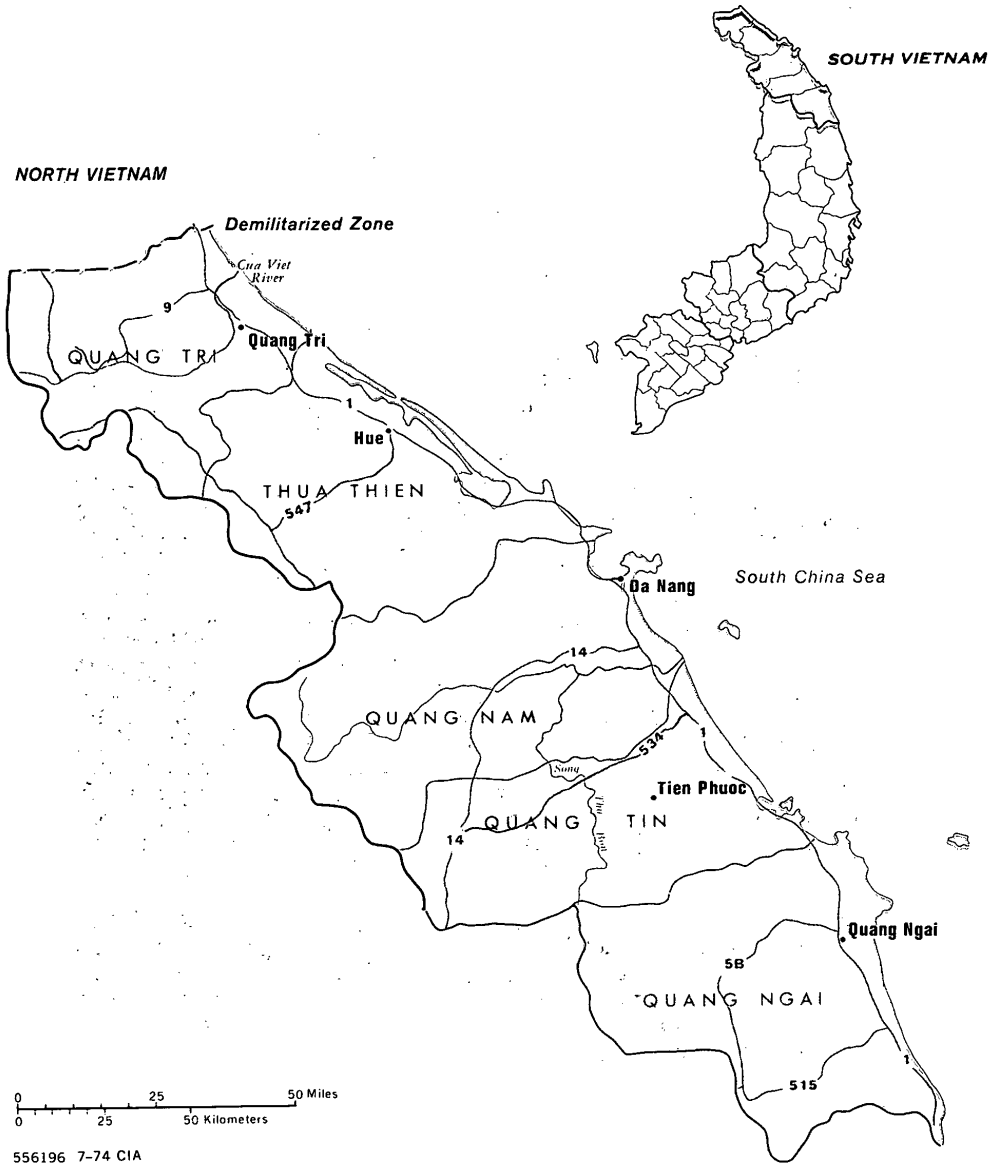 SOUTH VIETNAM
NORTH VIETNAM
Demilitarized Zone
Cua Viet
River
9
Quang Tri
QUANG TRI
1
Hue
THUA THIEN
547
South China Sea
Da Nang
14
QUANG NAM
534
1
Song
Tien Phuoc
Thu Bon
QUANG TIN
14
Quang Ngai
5B
QUANG NGAI
1
515
0 25 50 Miles
0 25 50 Kilometers
556196 7-74 CIA